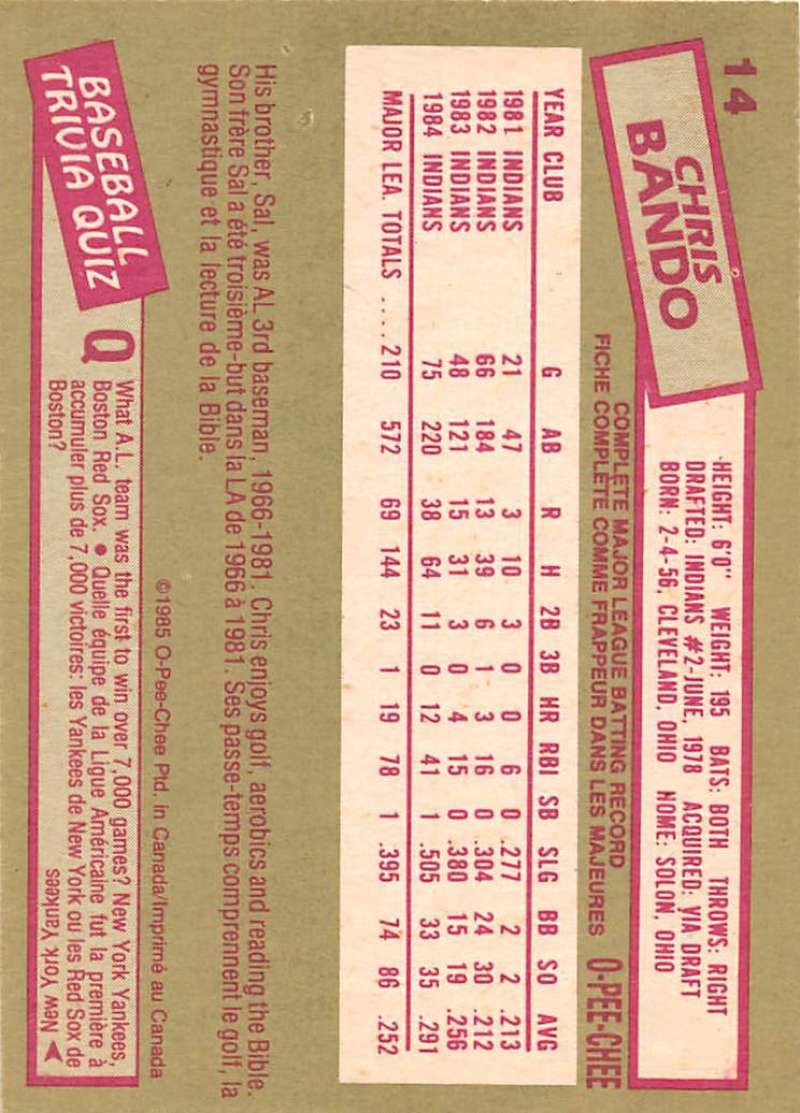 14
CHRIS
BANDO
HEIGHT: 6'0" WEIGHT: 195 BATS: BOTH THROWS: RIGHT
DRAFTED: INDIANS #2-JUNE, 1978 ACQUIRED: VIA DRAFT
BORN: 2-4-56, CLEVELAND, OHIO HOME: SOLON, OHIO
COMPLETE MAJOR LEAGUE BATTING RECORD
FICHE COMPLÈTE COMME FRAPPEUR DANS LES MAJEURES
O-PEE-CHEE
YEAR CLUB G AB R H 2B 3B HR RBI SB SLG BB SO AVG
1981 INDIANS 21 47 3 10 3 0 0 6 0 .277 2 2 .213
1982 INDIANS 66 184 13 39 6 1 3 16 0 .304 24 30 .212
1983 INDIANS 48 121 15 31 3 0 4 15 0 .380 15 19 .256
1984 INDIANS 75 220 38 64 11 0 12 41 1 .505 33 35 .291
MAJOR LEA. TOTALS ..... 210 572 69 144 23 1 19 78 1 .395 74 86 .252
His brother, Sal, was AL 3rd baseman, 1966-1981. Chris enjoys golf, aerobics and reading the Bible.
Son frère Sal a été troisième-but dans la LA de 1966 à 1981. Ses passe-temps comprennent le golf, la
gymnastique et la lecture de la Bible.
©1985 O-Pee-Chee Ptd. in Canada/Imprimé au Canada
BASEBALL
TRIVIA QUIZ
Q
What A.L. team was the first to win over 7,000 games? New York Yankees,
Boston Red Sox. ● Quelle équipe de la Ligue Américaine fut la première à
accumuler plus de 7,000 victoires: les Yankees de New York ou les Red Sox de
Boston?
New York Yankees